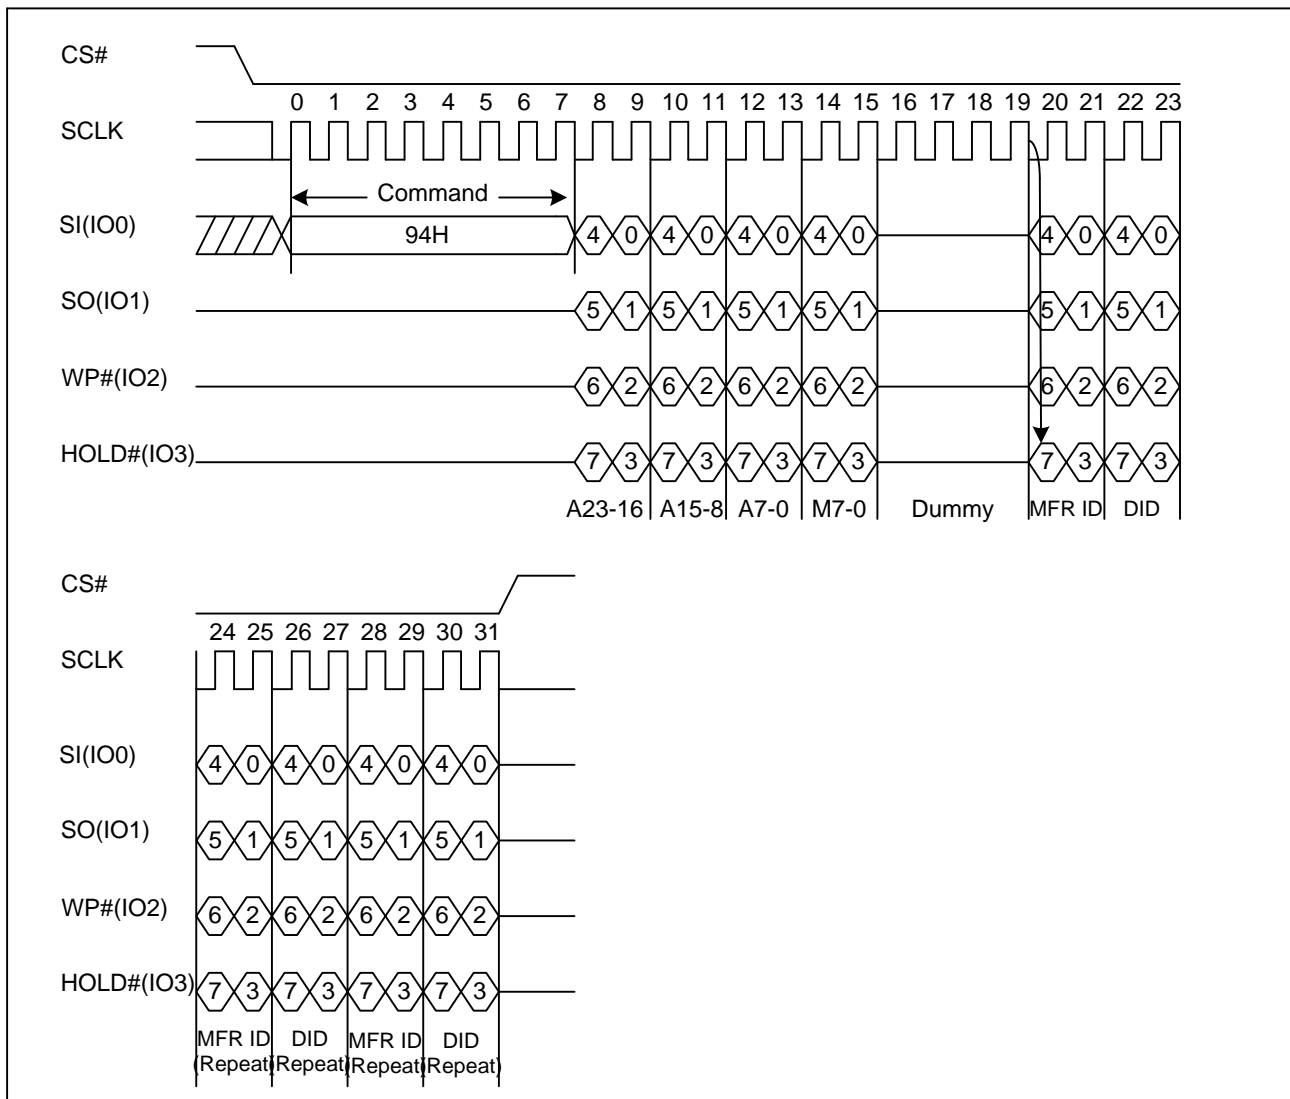 CS#
0 1 2 3 4 5 6 7 8 9 10 11 12 13 14 15 16 17 18 19 20 21 22 23
SCLK
Command
SI(IO0) 94H 4 0 4 0 4 0 4 0 4 0 4 0
SO(IO1) 5 1 5 1 5 1 5 1 5 1 5 1
WP#(IO2) 6 2 6 2 6 2 6 2 6 2 6 2
HOLD#(IO3) 7 3 7 3 7 3 7 3 7 3 7 3
A23-16 A15-8 A7-0 M7-0 Dummy MFR ID DID
CS#
24 25 26 27 28 29 30 31
SCLK
SI(IO0) 4 0 4 0 4 0 4 0
SO(IO1) 5 1 5 1 5 1 5 1
WP#(IO2) 6 2 6 2 6 2 6 2
HOLD#(IO3) 7 3 7 3 7 3 7 3
MFR ID DID MFR ID DID
(Repeat) (Repeat) (Repeat) (Repeat)